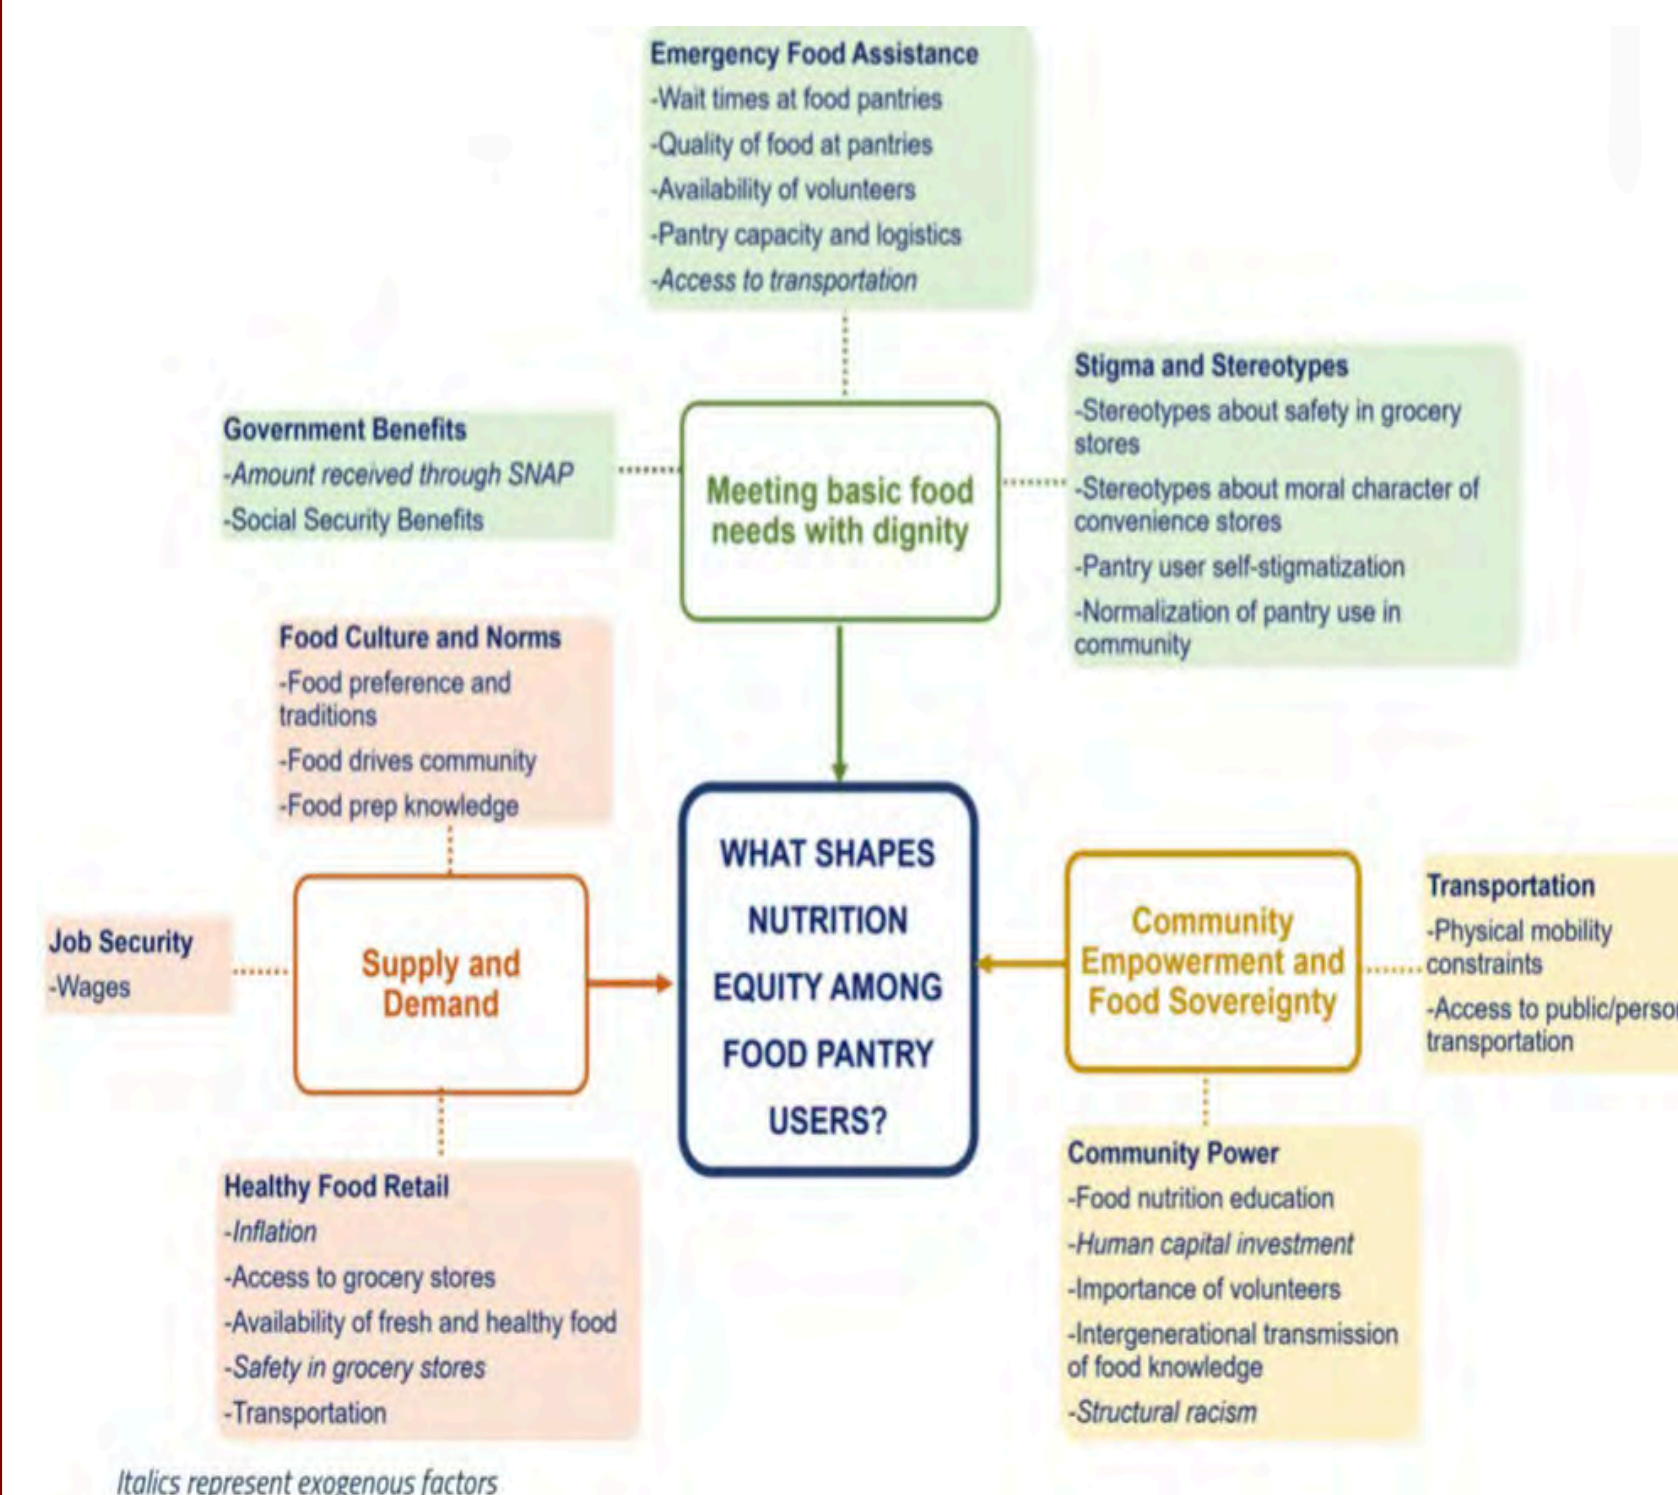 Emergency Food Assistance
-Wait times at food pantries
-Quality of food at pantries
-Availability of volunteers
-Pantry capacity and logistics
-Access to transportation
Stigma and Stereotypes
-Stereotypes about safety in grocery
stores
-Stereotypes about moral character of
convenience stores
-Pantry user self-stigmatization
-Normalization of pantry use in
community
Government Benefits
-Amount received through SNAP
-Social Security Benefits
Meeting basic food
needs with dignity
Food Culture and Norms
-Food preference and
traditions
-Food drives community
-Food prep knowledge
Job Security
-Wages
Supply and
Demand
WHAT SHAPES
NUTRITION
EQUITY AMONG
FOOD PANTRY
USERS?
Community
Empowerment and
Food Sovereignty
Transportation
-Physical mobility
constraints
-Access to public/
transportation
Healthy Food Retail
-Inflation
-Access to grocery stores
-Availability of fresh and healthy food
-Safety in grocery stores
-Transportation
Community Power
-Food nutrition education
-Human capital investment
-Importance of volunteers
-Intergenerational transmission
of food knowledge
-Structural racism
Italics represent exogenous factors